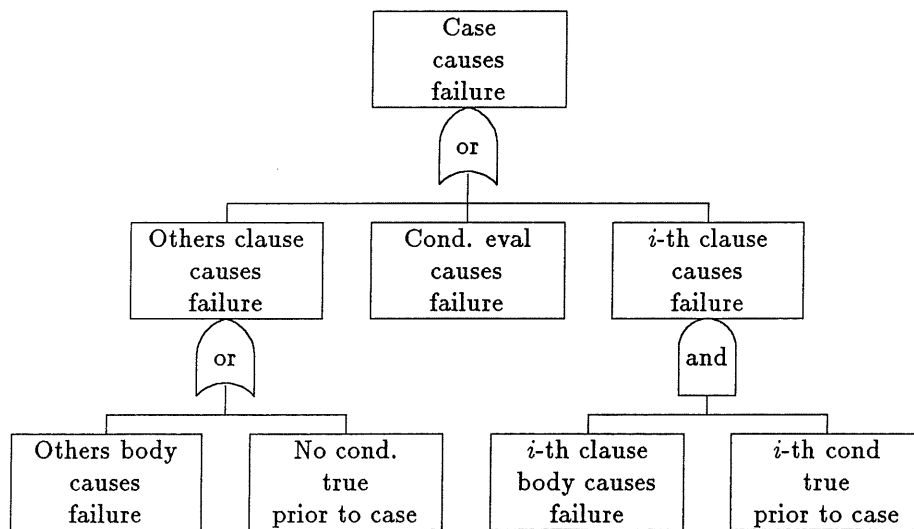 Case
causes
failure
or
Others clause
causes
failure
Cond. eval
causes
failure
i-th clause
causes
failure
or
and
Others body
causes
failure
No cond.
true
prior to case
i-th clause
body causes
failure
i-th cond
true
prior to case